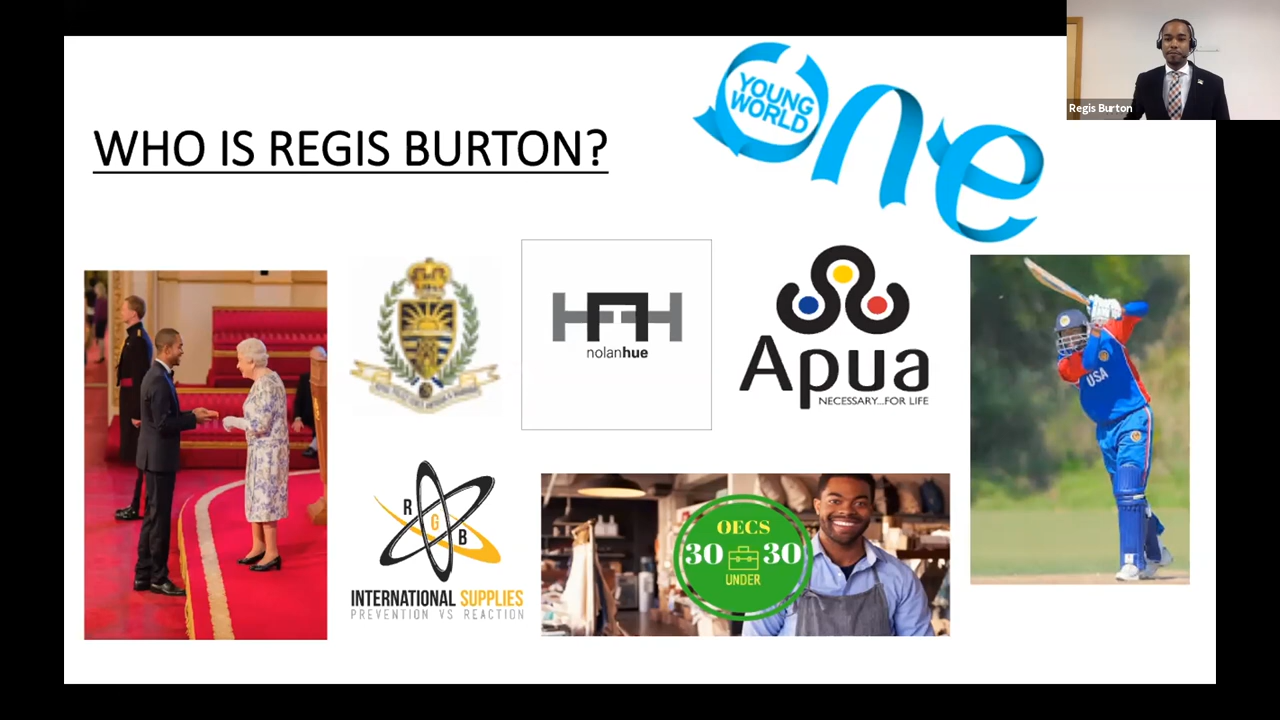 Regis Burton
YOUNG
WORLD
one
WHO IS REGIS BURTON?
nolanhue
Apua
NECESSARY...FOR LIFE
USA
R
G
B
INTERNATIONAL SUPPLIES
PREVENTION VS REACTION
OECS
30 30
UNDER